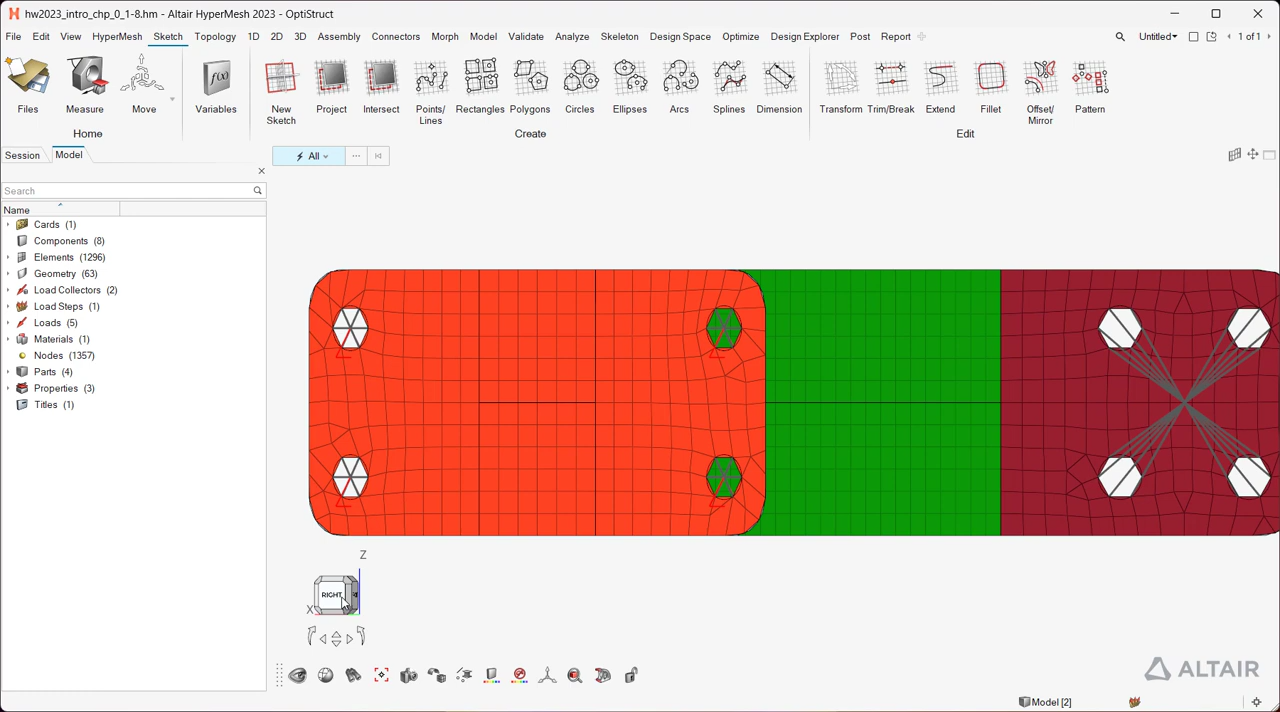 hw2023_intro_chp_0_1-8.hm - Altair HyperMesh 2023 - OptiStruct
File Edit View HyperMesh Sketch Topology 1D 2D 3D Assembly Connectors Morph Model Validate Aerospace Skeleton Design Space Optimize Design Explorer Post Report Untitled 1 of 1
Files Measure Move Variables New Sketch Project Intersect Points/ Lines Rectangles Polygons Circles Ellipses Arcs Splines Dimension Transform Trim/Break Extend Fillet Offset/ Mirror Pattern
Home Create Edit
Session Model
All
Search
Name
Cards (1)
Components (8)
Elements (1296)
Geometry (63)
Load Collectors (2)
Load Steps (1)
Loads (5)
Materials (1)
Nodes (1357)
Parts (4)
Properties (3)
Titles (1)
Z
RIGHT
X
ALTAIR
Model [2]